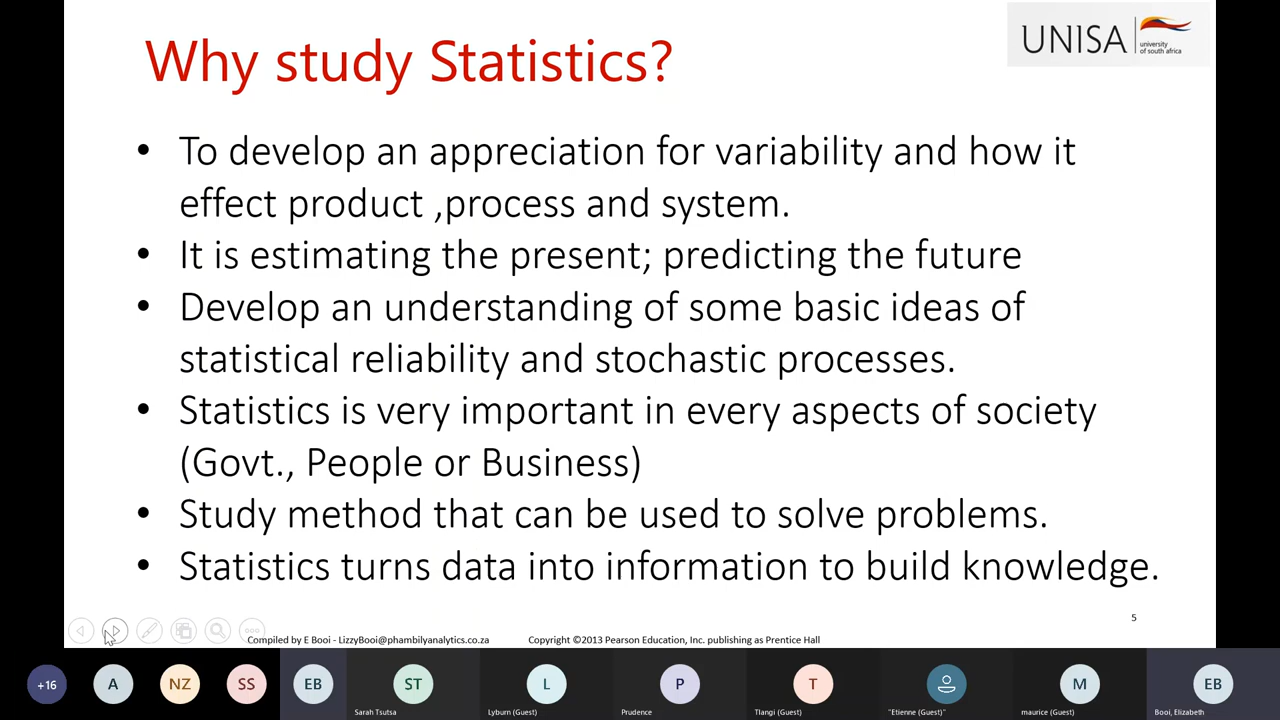 Why study Statistics?
UNISA
university
of south africa
• To develop an appreciation for variability and how it
effect product ,process and system.
• It is estimating the present; predicting the future
• Develop an understanding of some basic ideas of
statistical reliability and stochastic processes.
• Statistics is very important in every aspects of society
(Govt., People or Business)
• Study method that can be used to solve problems.
• Statistics turns data into information to build knowledge.
5
Compiled by E Booi - LizzyBooi@phambilyanalytics.co.za Copyright ©2013 Pearson Education, Inc. publishing as Prentice Hall
+16 A NZ SS EB ST L P T M EB
Sarah Tsutsa Lyburn (Guest) Prudence Tlangi (Guest) "Etienne (Guest)" maurice (Guest) Booi, Elizabeth